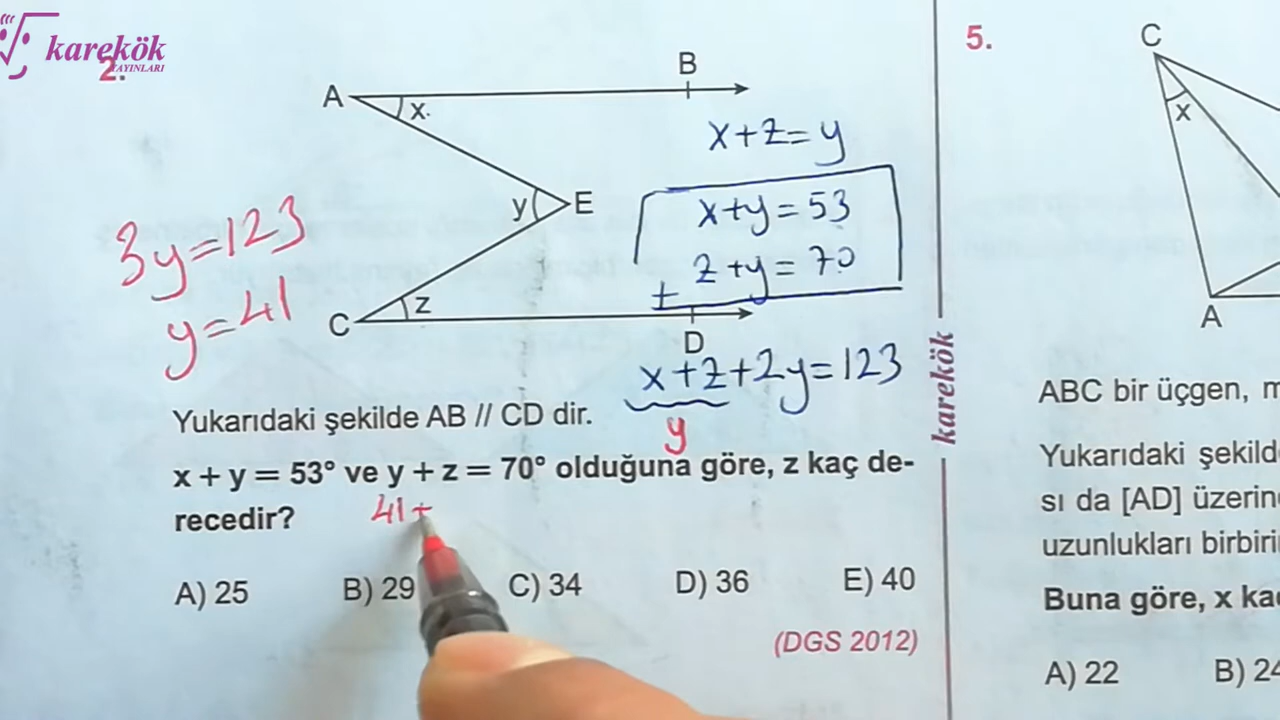 karekök
YAYINLARI
2.
A
B
x
y
E
C
z
D
x+z=y
x+y=53
z+y=70
+
x+z+2y=123
y
3y=123
y=41
Yukarıdaki şekilde AB // CD dir.
x + y = 53° ve y + z = 70° olduğuna göre, z kaç de-
recedir?
41+
A) 25 B) 29 C) 34 D) 36 E) 40
(DGS 2012)
karekök
5.
C
x
A
ABC bir üçgen, m
Yukarıdaki şekild
sı da [AD] üzerin
uzunlukları birbiri
Buna göre, x ka
A) 22 B) 24